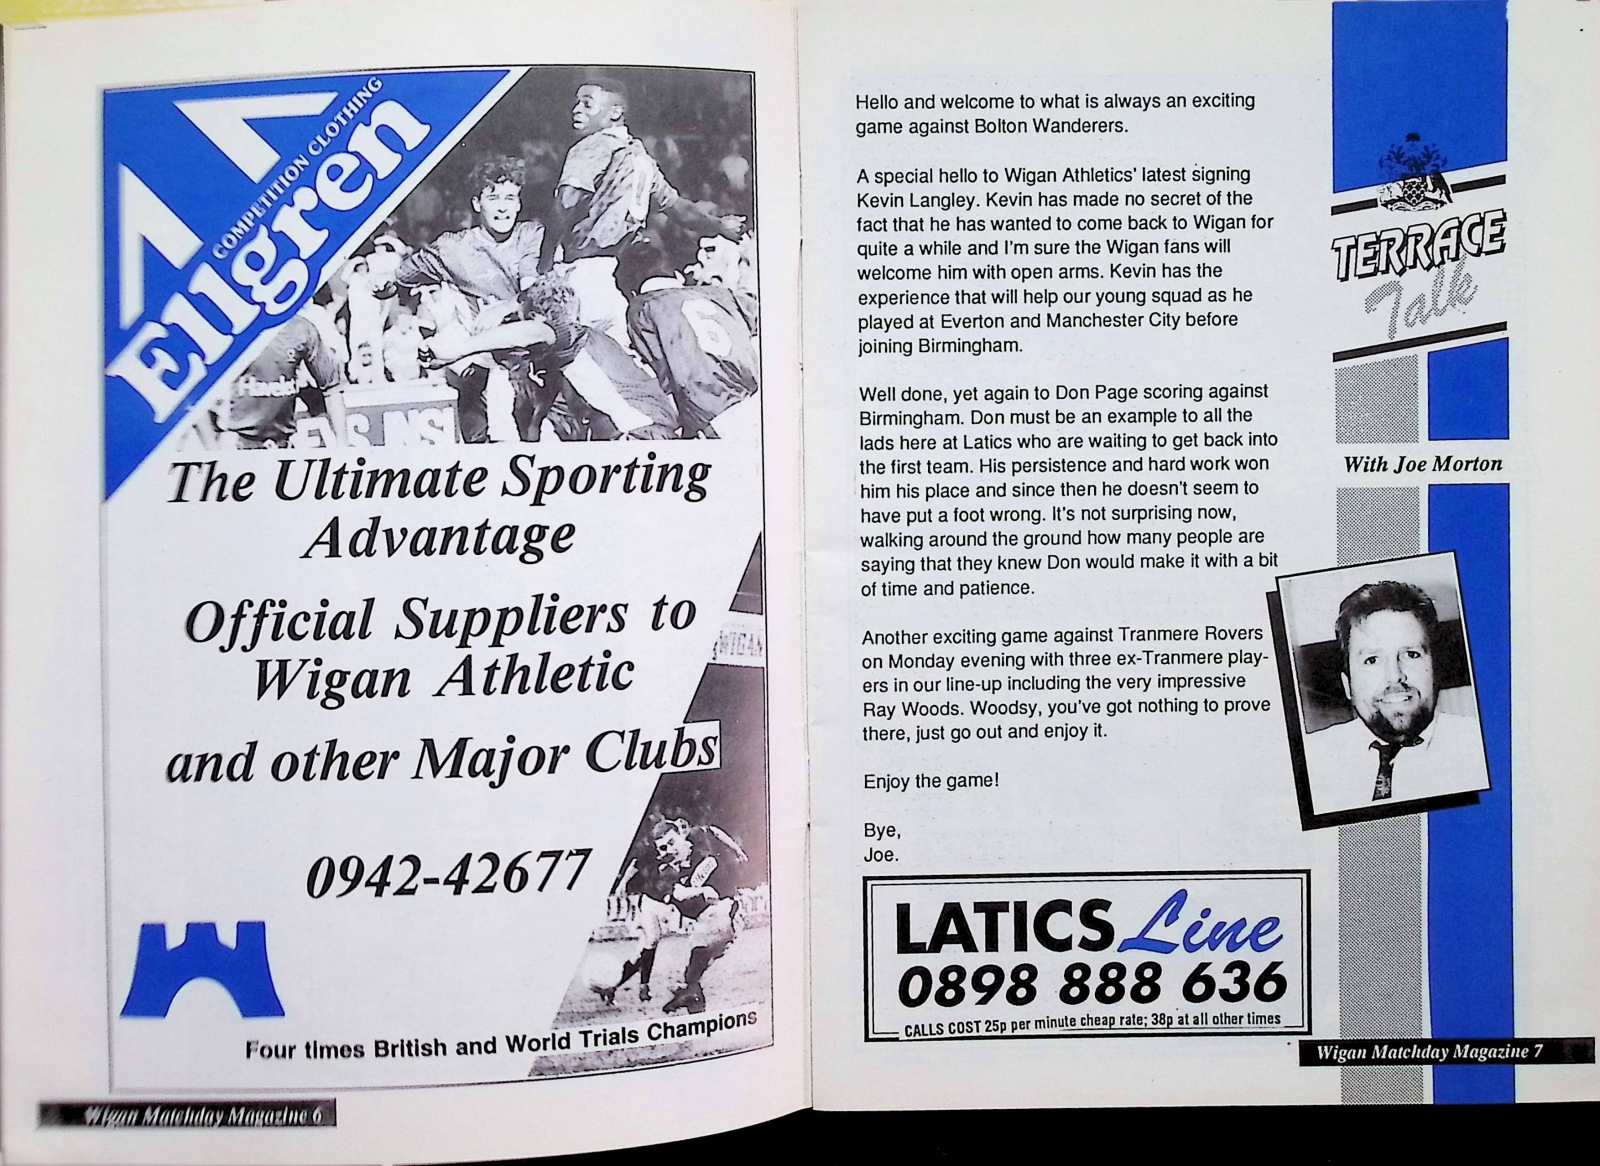 COMPETITION CLOTHING
Ellgren
6
The Ultimate Sporting
Advantage
Official Suppliers to
Wigan Athletic
and other Major Clubs
0942-42677
WIGAN
Four times British and World Trials Champions
Wigan Matchday Magazine 6
Hello and welcome to what is always an exciting
game against Bolton Wanderers.
A special hello to Wigan Athletics' latest signing
Kevin Langley. Kevin has made no secret of the
fact that he has wanted to come back to Wigan for
quite a while and I'm sure the Wigan fans will
welcome him with open arms. Kevin has the
experience that will help our young squad as he
played at Everton and Manchester City before
joining Birmingham.
Well done, yet again to Don Page scoring against
Birmingham. Don must be an example to all the
lads here at Latics who are waiting to get back into
the first team. His persistence and hard work won
him his place and since then he doesn't seem to
have put a foot wrong. It's not surprising now,
walking around the ground how many people are
saying that they knew Don would make it with a bit
of time and patience.
Another exciting game against Tranmere Rovers
on Monday evening with three ex-Tranmere play-
ers in our line-up including the very impressive
Ray Woods. Woodsy, you've got nothing to prove
there, just go out and enjoy it.
Enjoy the game!
Bye,
Joe.
LATICS Line
0898 888 636
CALLS COST 25p per minute cheap rate; 38p at all other times
TERRACE
Talk
With Joe Morton
Wigan Matchday Magazine 7